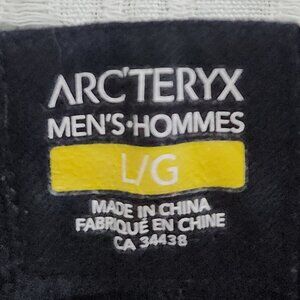 ARC'TERYX
MEN'S·HOMMES
L/G
MADE IN CHINA
FABRIQUÉ EN CHINE
CA 34438